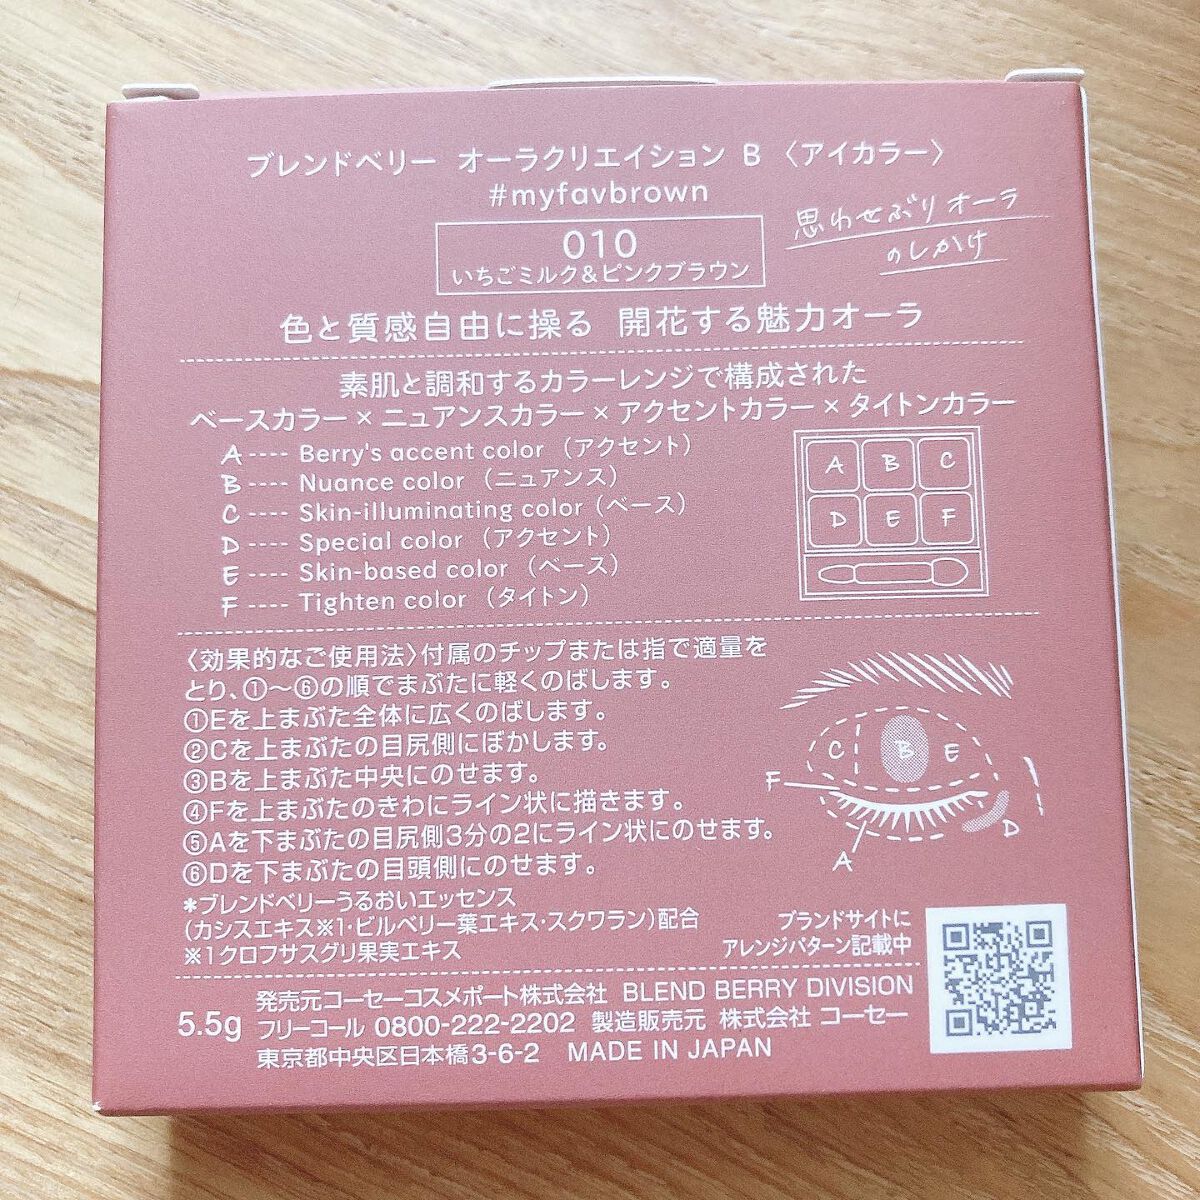 ブレンドベリー オーラクリエイション B 〈アイカラー〉
#myfavbrown
010
いちごミルク&ピンクブラウン
思わせぶりオーラ
のしかけ
色と質感自由に操る 開花する魅力オーラ
素肌と調和するカラーレンジで構成された
ベースカラー×ニュアンスカラー×アクセントカラー×タイトンカラー
A ---- Berry's accent color (アクセント)
B ---- Nuance color (ニュアンス)
C ---- Skin-illuminating color (ベース)
D ---- Special color (アクセント)
E ---- Skin-based color (ベース)
F ---- Tighten color (タイトン)
A B C
D E F
〈効果的なご使用法〉付属のチップまたは指で適量を
とり、①〜⑥の順でまぶたに軽くのばします。
①Eを上まぶた全体に広くのばします。
②Cを上まぶたの目尻側にぼかします。
③Bを上まぶた中央にのせます。
④Fを上まぶたのきわにライン状に描きます。
⑤Aを下まぶたの目尻側3分の2にライン状にのせます。
⑥Dを下まぶたの目頭側にのせます。
C B E
F
D
A
*ブレンドベリーうるおいエッセンス
(カシスエキス※1・ビルベリー葉エキス・スクワラン)配合
※1クロフサスグリ果実エキス
ブランドサイトに
アレンジパターン記載中
5.5g
発売元コーセーコスメポート株式会社 BLEND BERRY DIVISION
フリーコール 0800-222-2202 製造販売元 株式会社 コーセー
東京都中央区日本橋3-6-2 MADE IN JAPAN